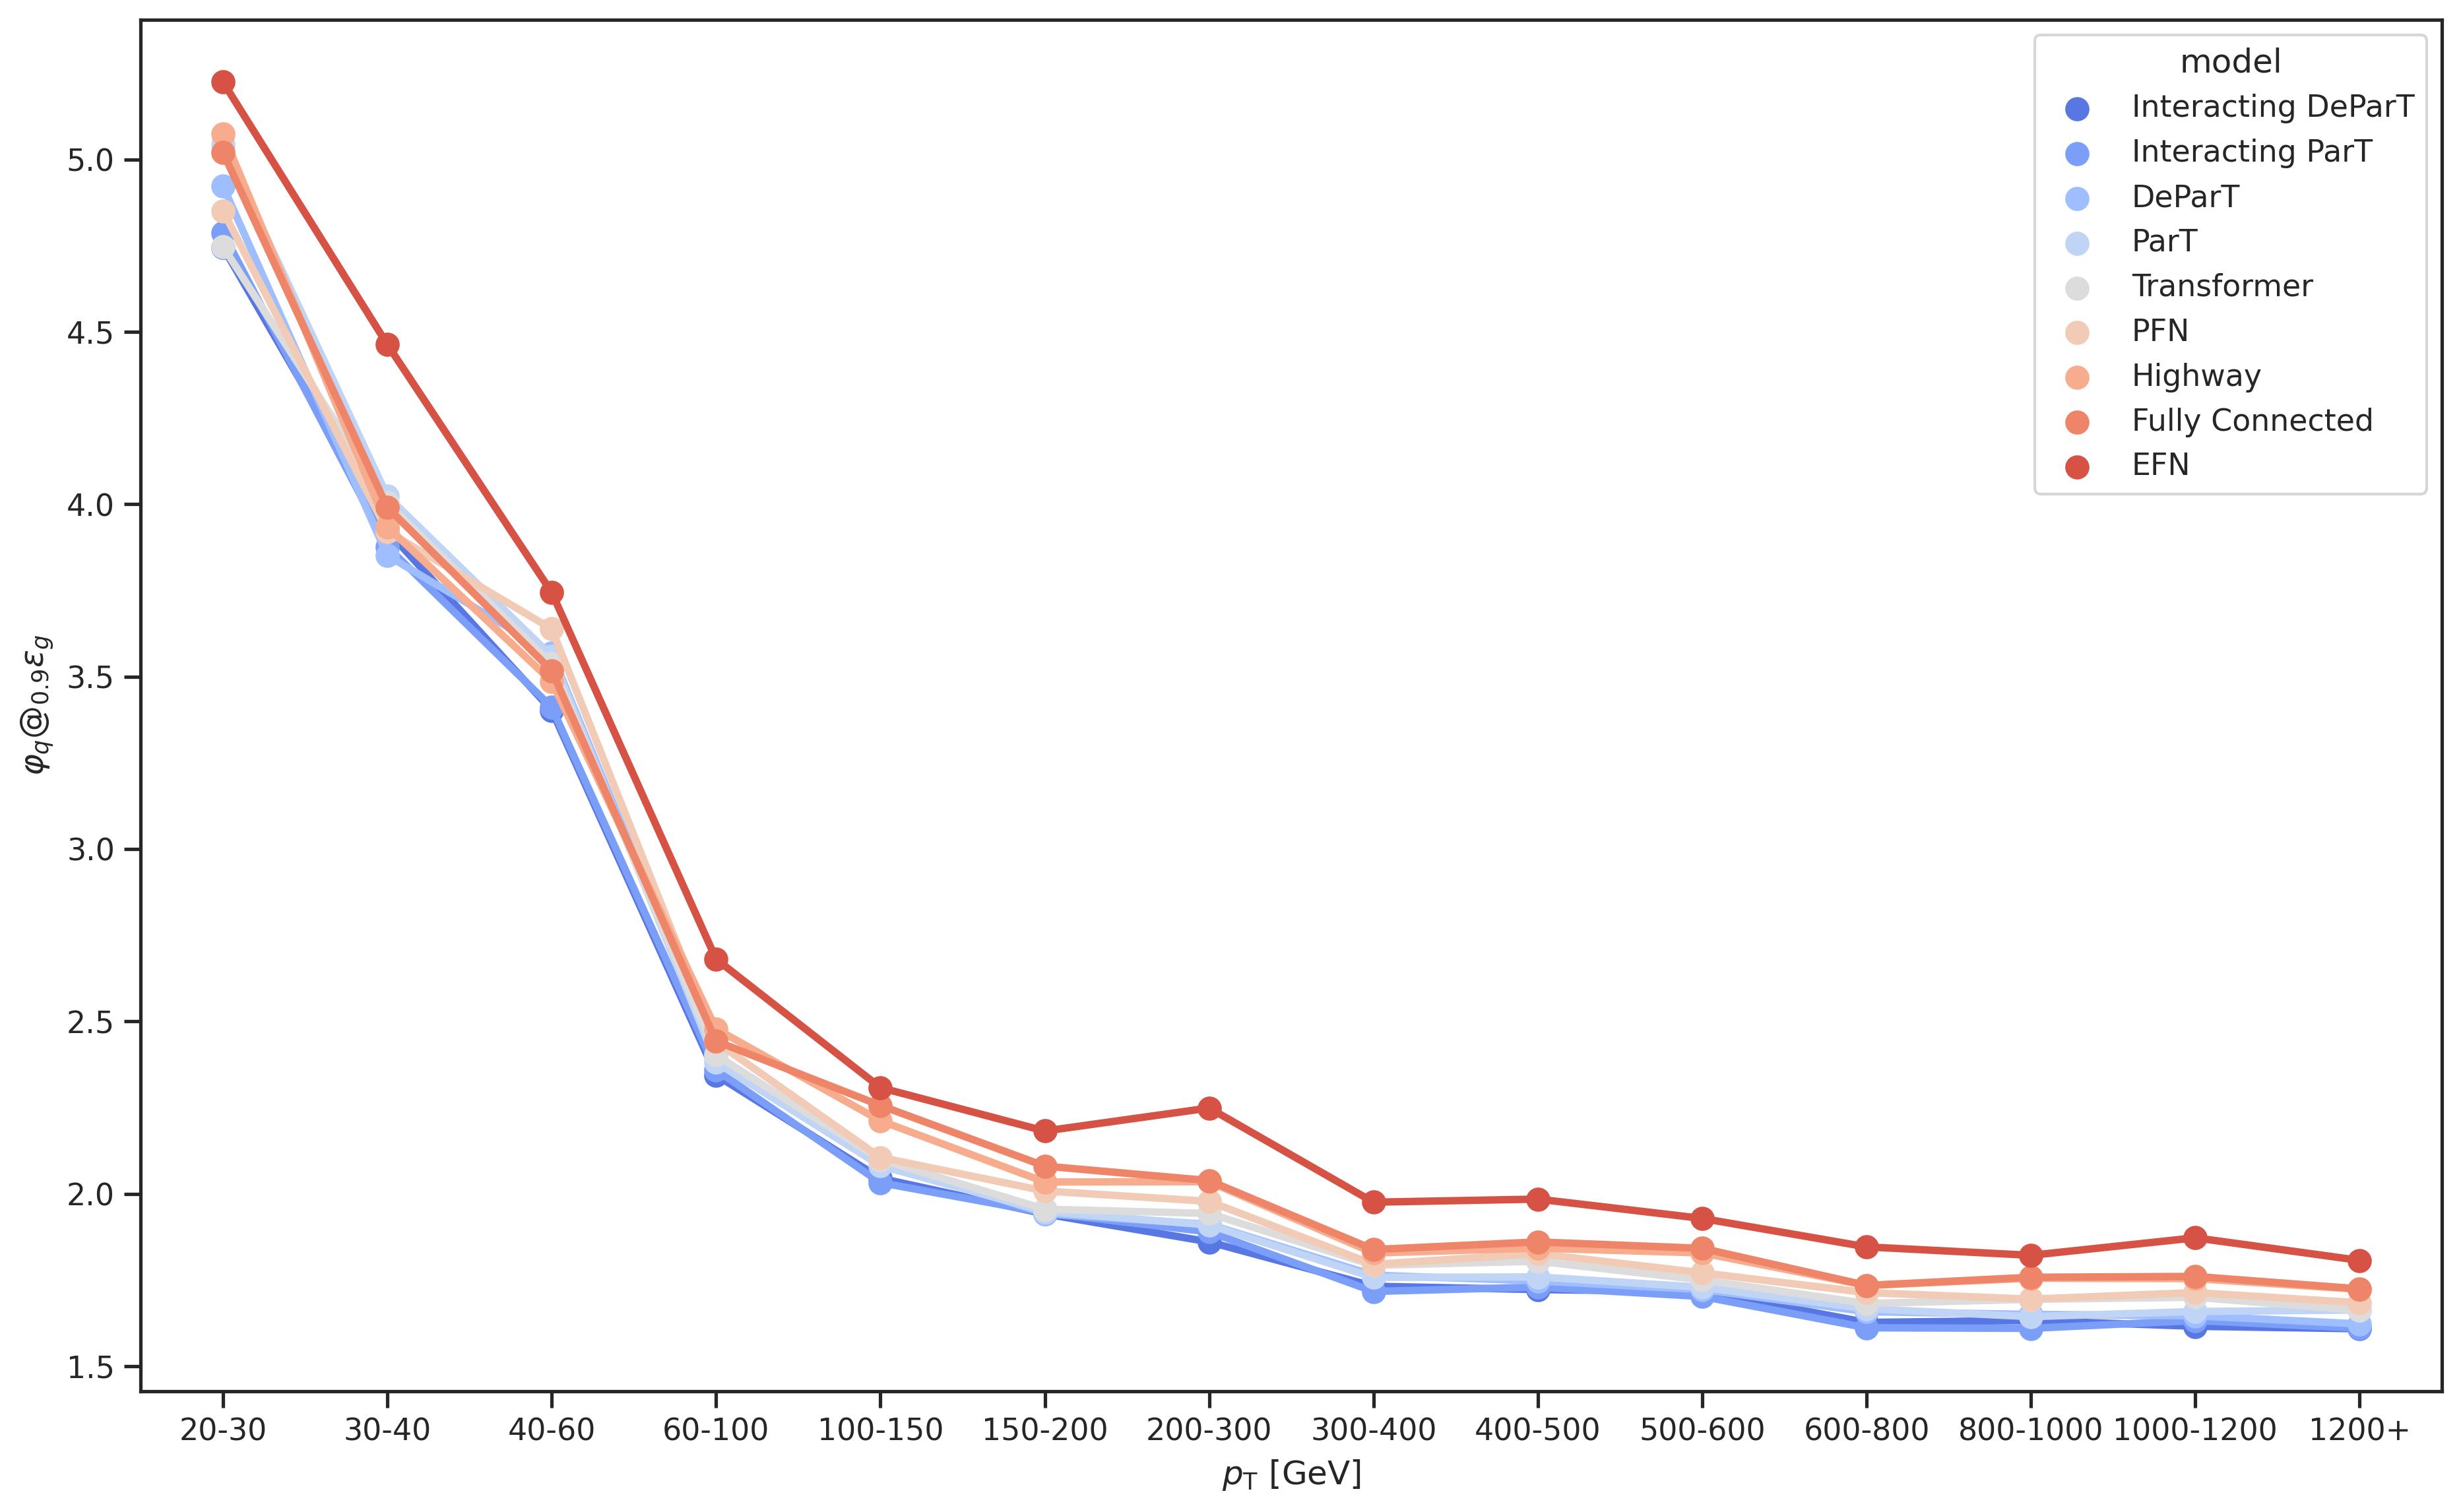 model
Interacting DeParT
Interacting ParT
DeParT
ParT
Transformer
PFN
Highway
Fully Connected
EFN
5.0
4.5
4.0
3.5
3.0
2.5
2.0
1.5
φq@0.9εg
20-30 30-40 40-60 60-100 100-150 150-200 200-300 300-400 400-500 500-600 600-800 800-1000 1000-1200 1200+
pT [GeV]